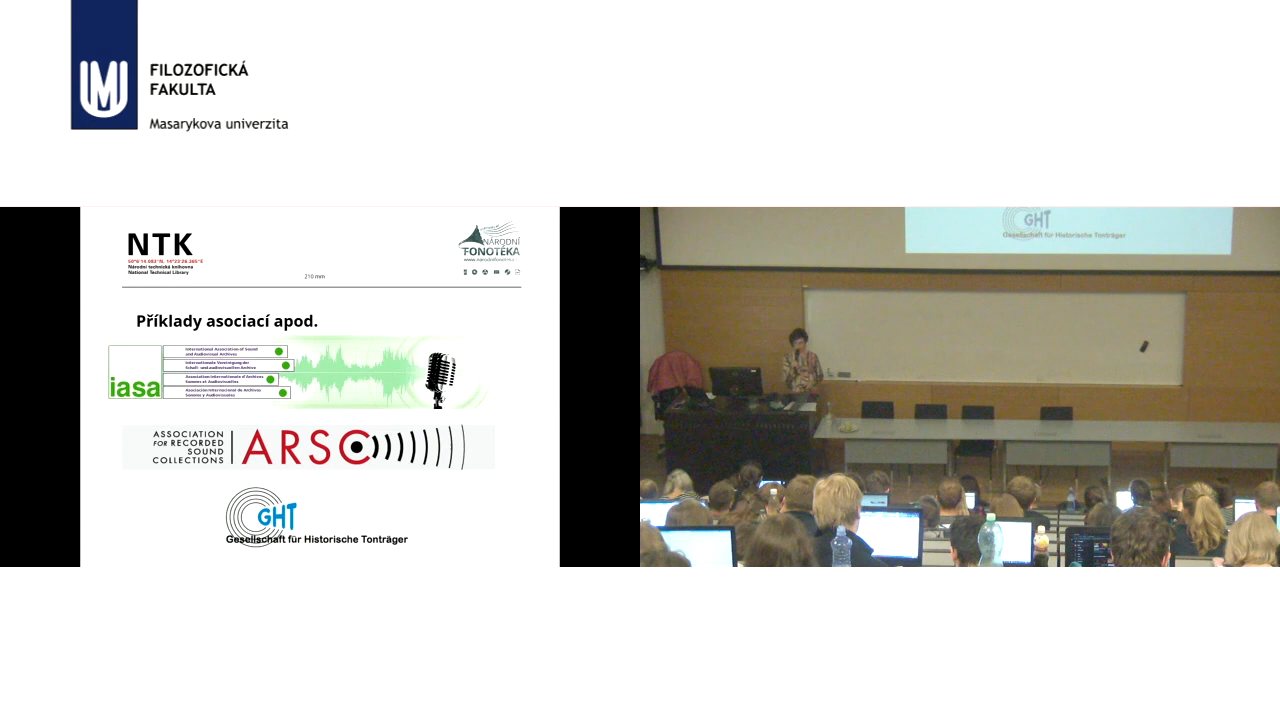 FILOZOFICKÁ
FAKULTA
Masarykova univerzita
NTK
Národní technická knihovna
National Technical Library
NÁRODNÍ
FONOTÉKA
210 mm
Příklady asociací apod.
iasa
International Association of Sound
and Audiovisual Archives
Internationale Vereinigung der
Schall- und audiovisuellen Archive
Association Internationale d'Archives
Sonores et Audiovisuelles
Asociación Internacional de Archivos
Sonoros y Audiovisuales
ASSOCIATION
FOR RECORDED
SOUND
COLLECTIONS
ARSC
GHT
Gesellschaft für Historische Tonträger
GHT
Gesellschaft für Historische Tonträger